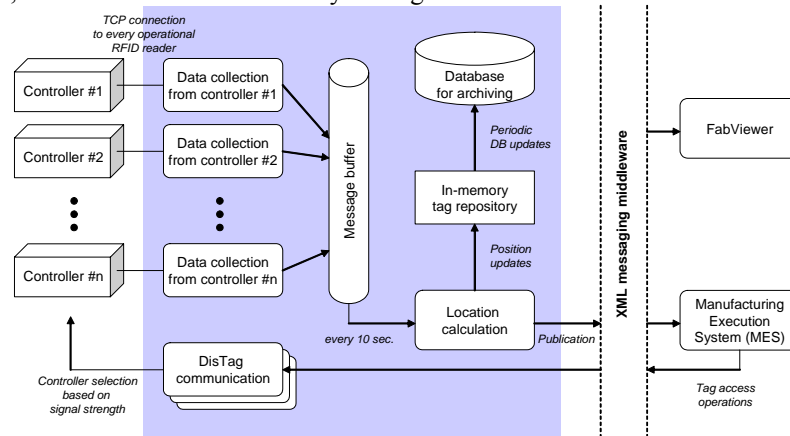 TCP connection
to every operational
RFID reader
Controller #1
Data collection
from controller #1
Controller #2
Data collection
from controller #2
Controller #n
Data collection
from controller #n
Message buffer
Database
for archiving
Periodic
DB updates
In-memory
tag repository
Position
updates
every 10 sec.
Location
calculation
Publication
XML messaging middleware
FabViewer
Manufacturing
Execution
System (MES)
Tag access
operations
DisTag
communication
Controller selection
based on
signal strength